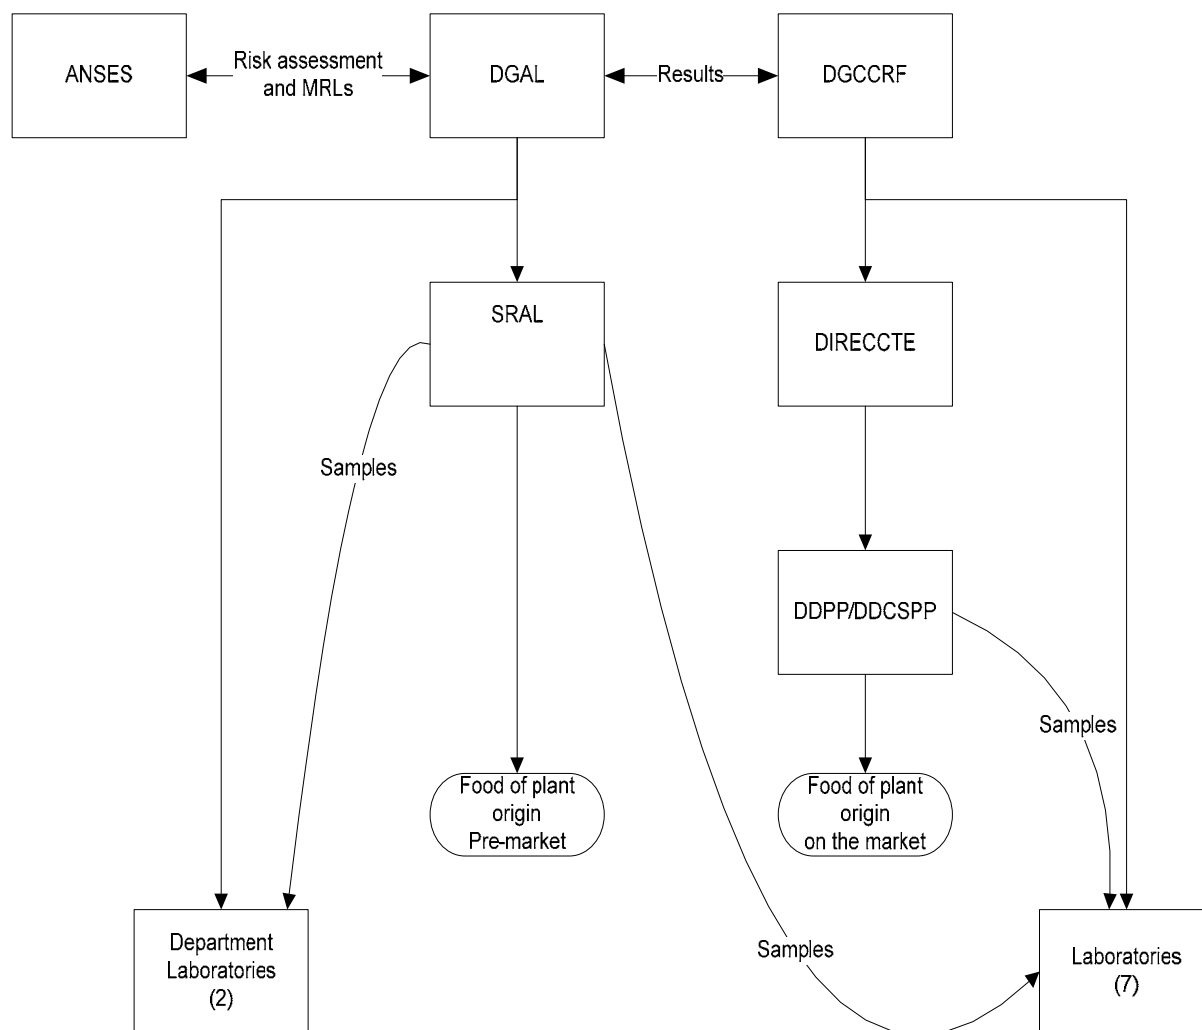 ANSES
Risk assessment
and MRLs
DGAL
Results
DGCCRF
SRAL
DIRECCTE
Samples
DDPP/DDCSPP
Samples
Food of plant
origin
Pre-market
Food of plant
origin
on the market
Department
Laboratories
(2)
Samples
Laboratories
(7)